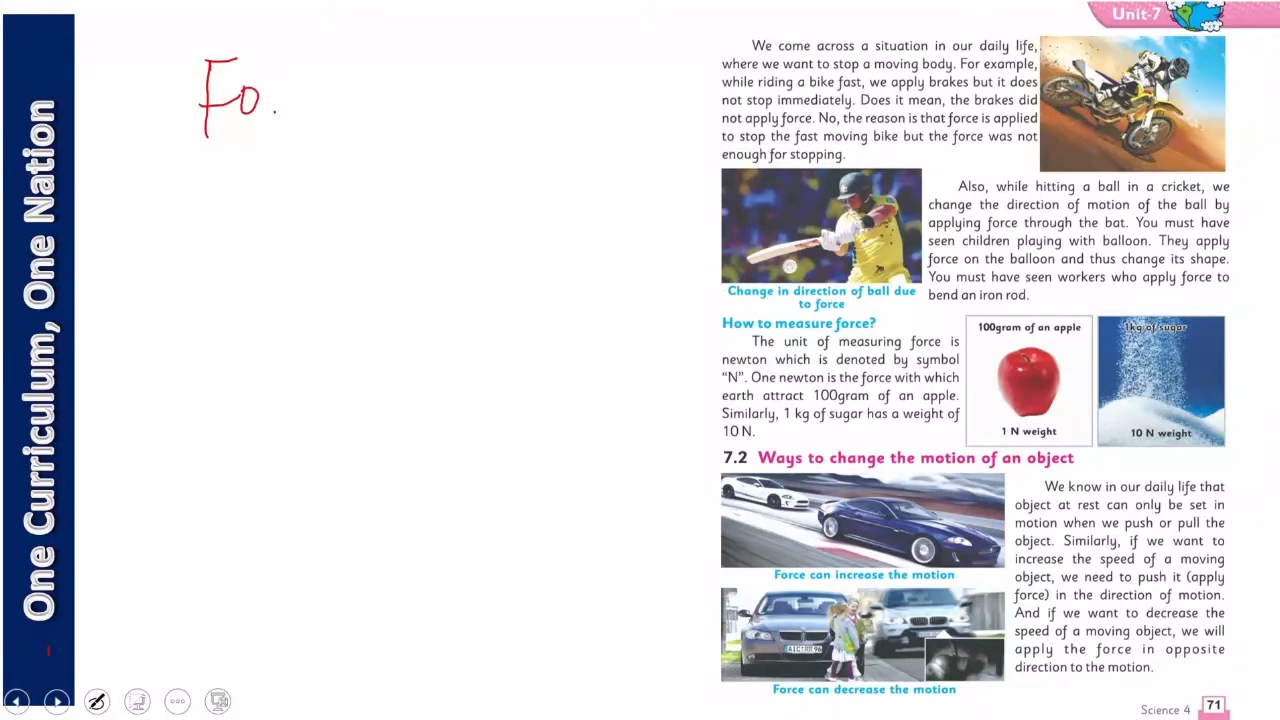 One Curriculum, One Nation
Fo.
Unit-7
We come across a situation in our daily life,
where we want to stop a moving body. For example,
while riding a bike fast, we apply brakes but it does
not stop immediately. Does it mean, the brakes did
not apply force. No, the reason is that force is applied
to stop the fast moving bike but the force was not
enough for stopping.
Also, while hitting a ball in a cricket, we
change the direction of motion of the ball by
applying force through the bat. You must have
seen children playing with balloon. They apply
force on the balloon and thus change its shape.
You must have seen workers who apply force to
bend an iron rod.
Change in direction of ball due
to force
How to measure force?
The unit of measuring force is
newton which is denoted by symbol
“N”. One newton is the force with which
earth attract 100gram of an apple.
Similarly, 1 kg of sugar has a weight of
10 N.
100gram of an apple
1 N weight
1kg of sugar
10 N weight
7.2 Ways to change the motion of an object
Force can increase the motion
We know in our daily life that
object at rest can only be set in
motion when we push or pull the
object. Similarly, if we want to
increase the speed of a moving
object, we need to push it (apply
force) in the direction of motion.
And if we want to decrease the
speed of a moving object, we will
apply the force in opposite
direction to the motion.
Force can decrease the motion
Science 4
71